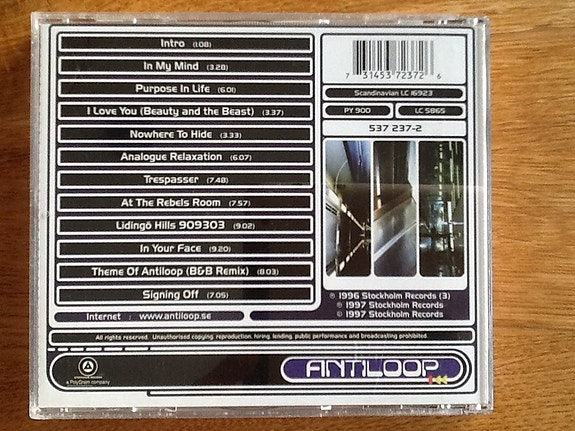 Intro (1.08)
In My Mind (3.28)
Purpose In Life (6.01)
I Love You (Beauty and the Beast) (3.37)
Nowhere To Hide (3.33)
Analogue Relaxation (6.07)
Trespasser (7.48)
At The Rebels Room (7.57)
Lidingö Hills 909303 (9.02)
In Your Face (9.20)
Theme Of Antiloop (B&B Remix) (8.03)
Signing Off (7.05)
Internet : www.antiloop.se
7 31453 72372 6
Scandinavian LC 16923
PY 900 LC 5865
537 237-2
℗ 1996 Stockholm Records (3)
℗ 1997 Stockholm Records
© 1997 Stockholm Records
All rights reserved. Unauthorised copying, reproduction, hiring, lending, public performance and broadcasting prohibited.
a PolyGram company
ANTILOOP